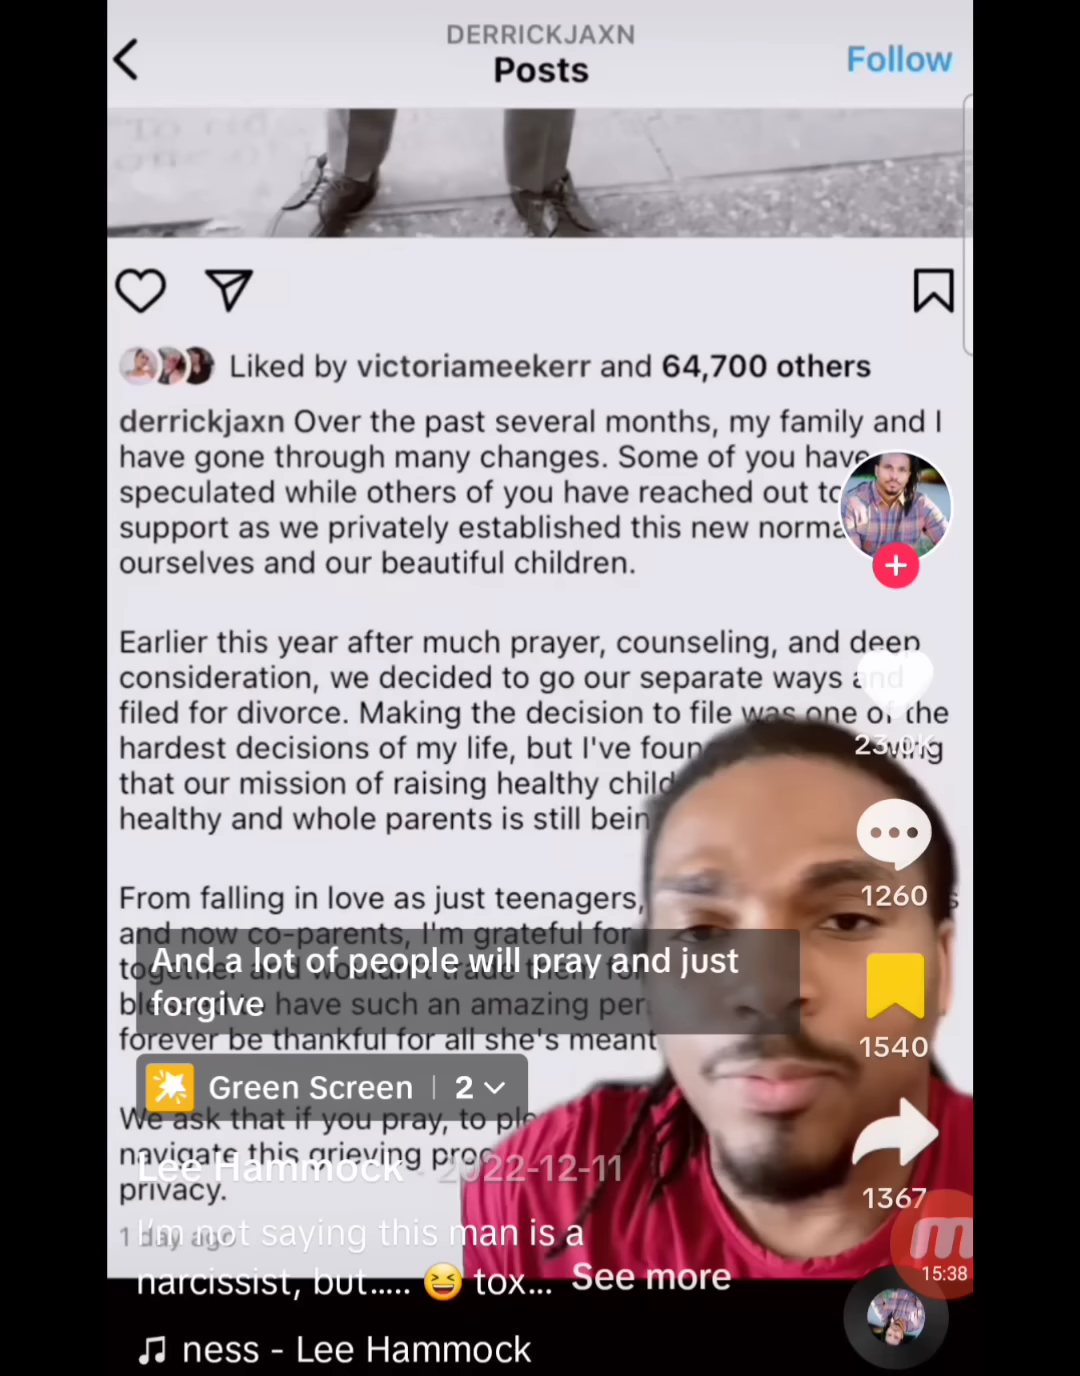 DERRICKJAXN
Posts
Follow
Liked by victoriameekerr and 64,700 others
derrickjaxn Over the past several months, my family and I
have gone through many changes. Some of you have
speculated while others of you have reached out to
support as we privately established this new norma
ourselves and our beautiful children.
Earlier this year after much prayer, counseling, and deep
consideration, we decided to go our separate ways and
filed for divorce. Making the decision to file was one of the
hardest decisions of my life, but I've foun
that our mission of raising healthy child
healthy and whole parents is still bein
23.0K
From falling in love as just teenagers,
and now co-parents, I'm grateful for
together and wouldn't trade them for
have such an amazing per
forever be thankful for all she's meant
1260
And a lot of people will pray and just
forgive
1540
Green Screen | 2
We ask that if you pray, to ple
navigate this grieving proc
privacy.
1 day ago
Lee Hammock · 2022-12-11
1367
I'm not saying this man is a
narcissist, but..... 😆 tox... See more
15:38
ness - Lee Hammock